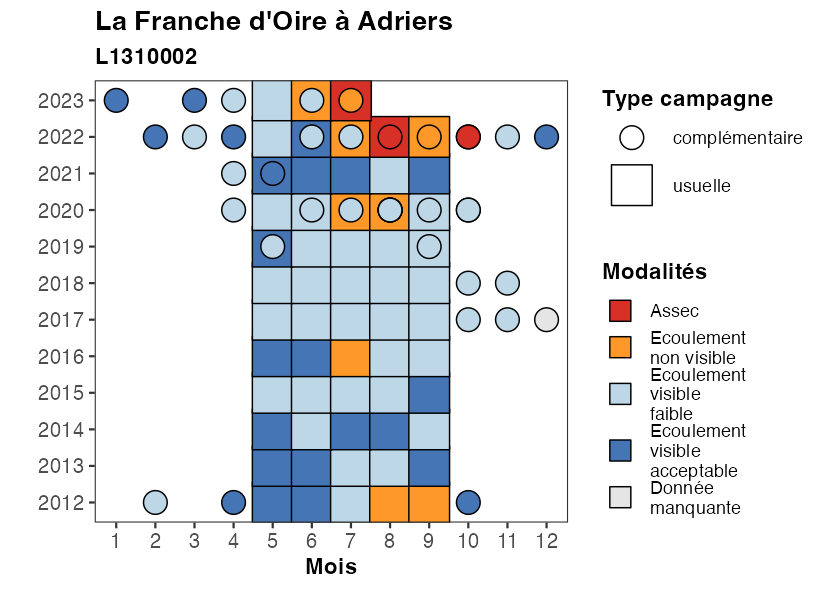 La Franche d'Oire à Adriers
L1310002
2023
2022
2021
2020
2019
2018
2017
2016
2015
2014
2013
2012
1 2 3 4 5 6 7 8 9 10 11 12
Mois
Type campagne
complémentaire
usuelle
Modalités
Assec
Ecoulement
non visible
Ecoulement
visible
faible
Ecoulement
visible
acceptable
Donnée
manquante